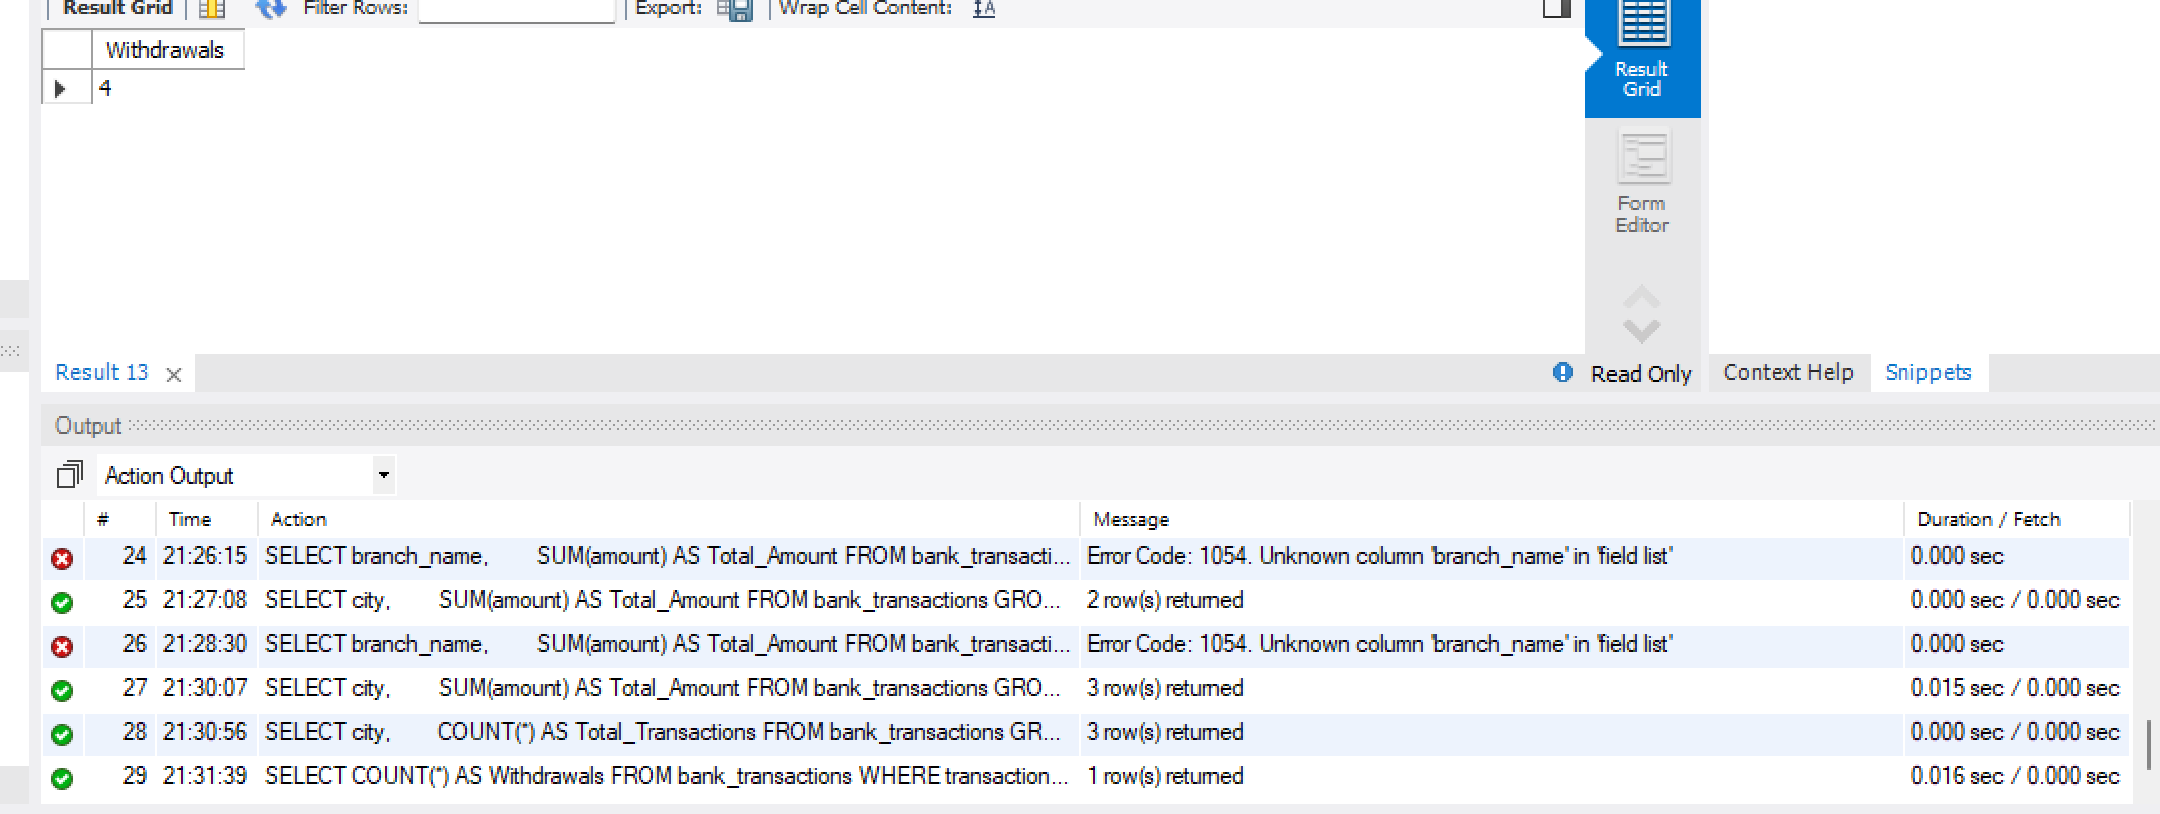 Result Grid Filter Rows: Export: Wrap Cell Content:
Withdrawals
4
Result
Grid
Form
Editor
Result 13
Read Only
Context Help
Snippets
Output
Action Output
# Time Action Message Duration / Fetch
24 21:26:15 SELECT branch_name, SUM(amount) AS Total_Amount FROM bank_transacti... Error Code: 1054. Unknown column 'branch_name' in 'field list' 0.000 sec
25 21:27:08 SELECT city, SUM(amount) AS Total_Amount FROM bank_transactions GRO... 2 row(s) returned 0.000 sec / 0.000 sec
26 21:28:30 SELECT branch_name, SUM(amount) AS Total_Amount FROM bank_transacti... Error Code: 1054. Unknown column 'branch_name' in 'field list' 0.000 sec
27 21:30:07 SELECT city, SUM(amount) AS Total_Amount FROM bank_transactions GRO... 3 row(s) returned 0.015 sec / 0.000 sec
28 21:30:56 SELECT city, COUNT(*) AS Total_Transactions FROM bank_transactions GR... 3 row(s) returned 0.000 sec / 0.000 sec
29 21:31:39 SELECT COUNT(*) AS Withdrawals FROM bank_transactions WHERE transaction... 1 row(s) returned 0.016 sec / 0.000 sec